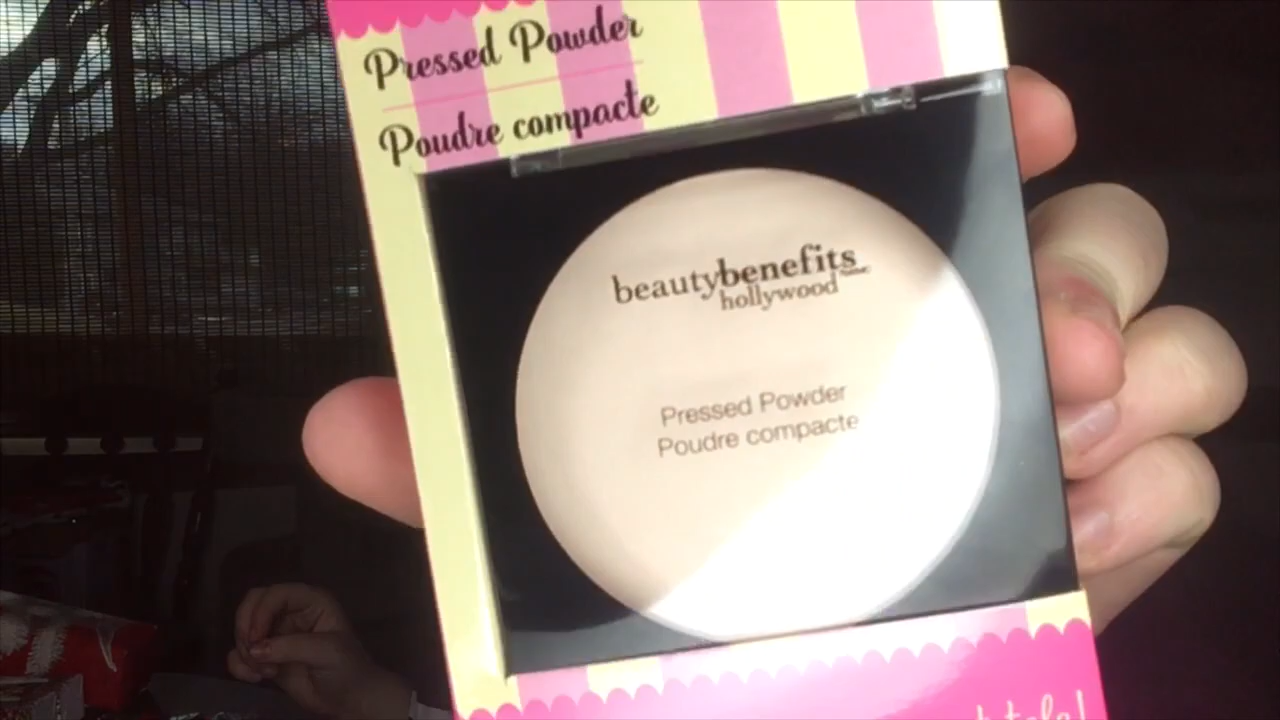 Pressed Powder
Poudre compacte
beautybenefits
hollywood
Pressed Powder
Poudre compacte